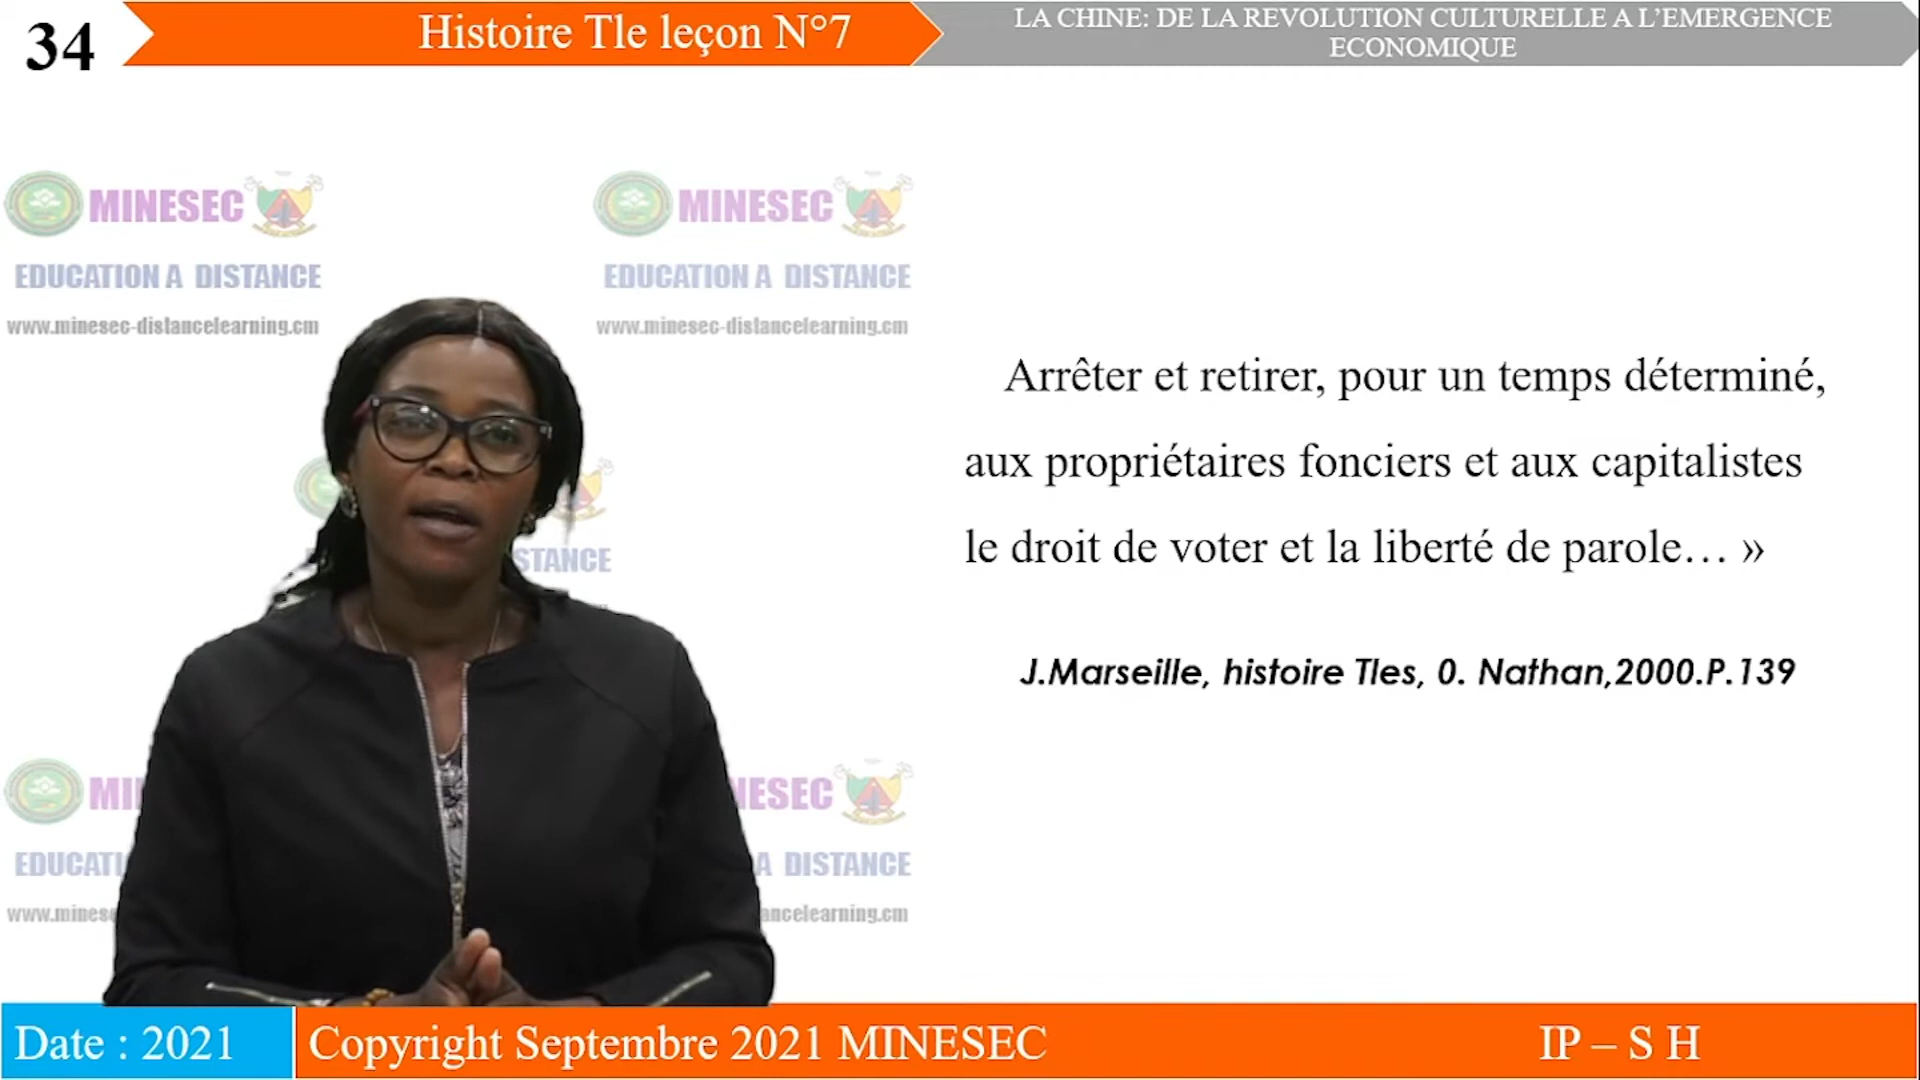 34
Histoire Tle leçon N°7
LA CHINE: DE LA REVOLUTION CULTURELLE A L’EMERGENCE
ECONOMIQUE
MINESEC
EDUCATION A DISTANCE
www.minesec-distancelearning.cm
MINESEC
EDUCATION A DISTANCE
www.minesec-distancelearning.cm
STANCE
Arrêter et retirer, pour un temps déterminé,
aux propriétaires fonciers et aux capitalistes
le droit de voter et la liberté de parole… »
J.Marseille, histoire Tles, 0. Nathan,2000.P.139
MI
EDUCATI
www.mines
NESEC
A DISTANCE
ancelearning.cm
Date : 2021
Copyright Septembre 2021 MINESEC
IP – S H